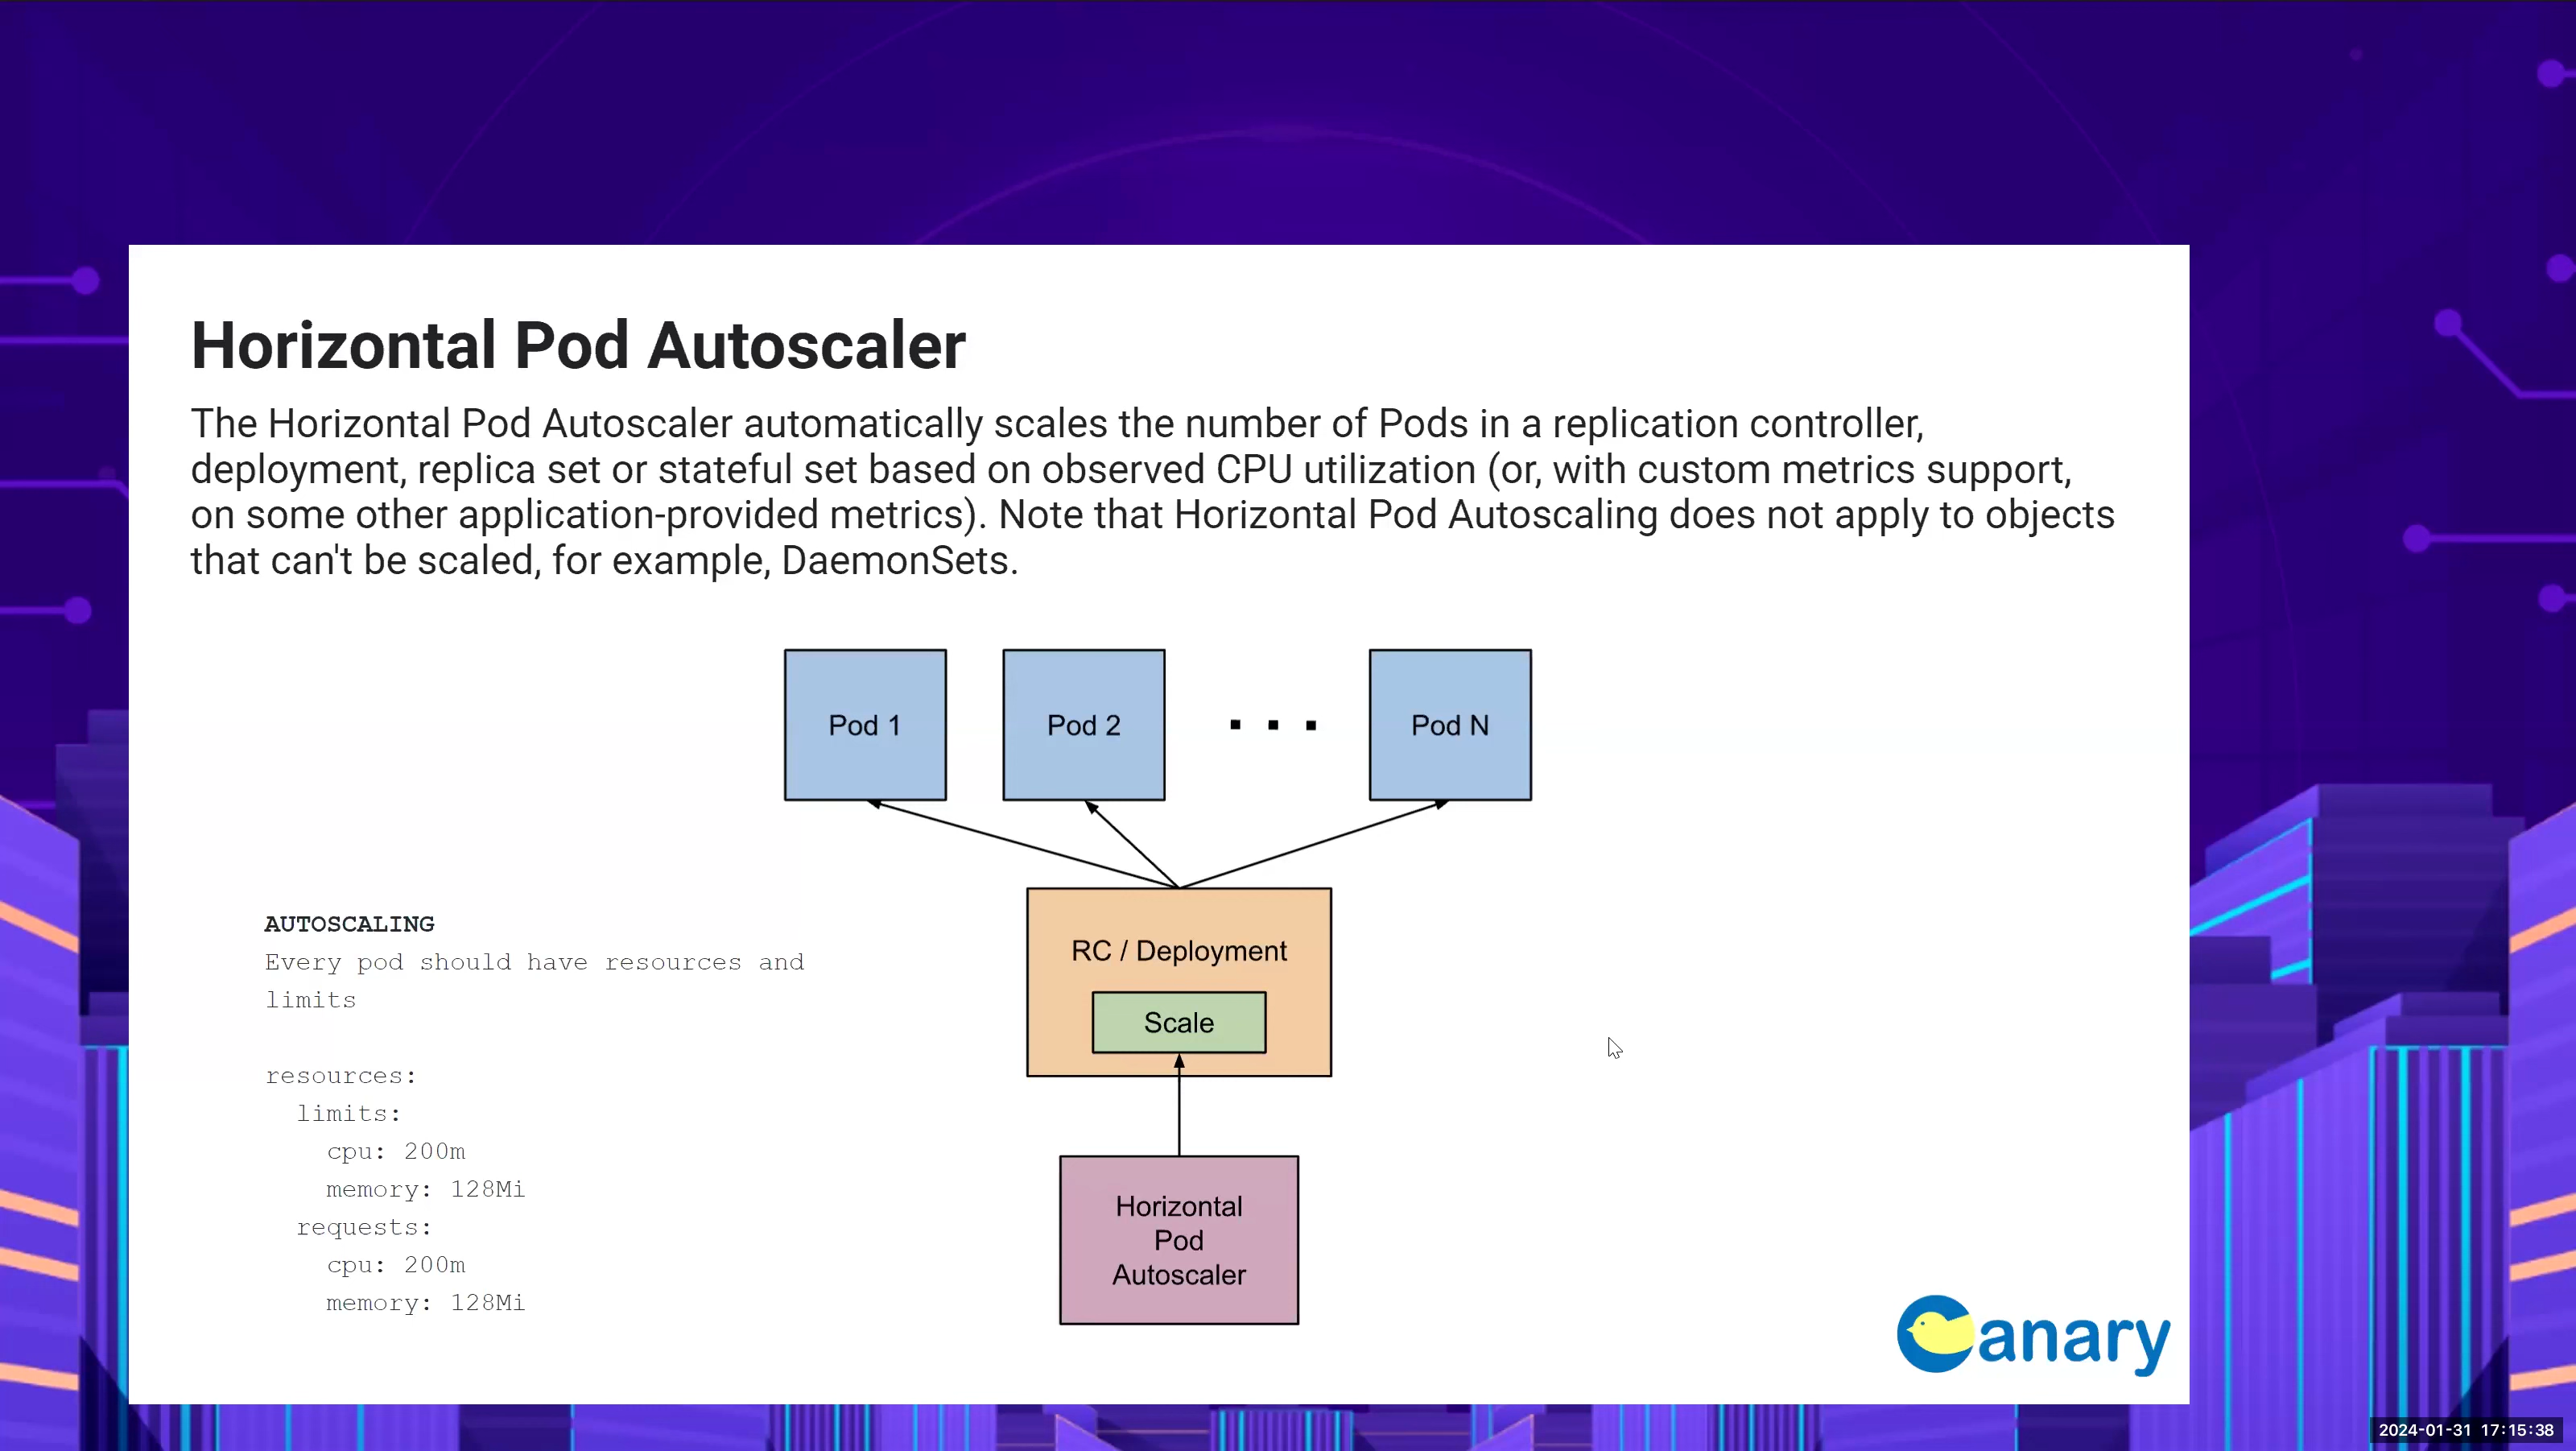 Horizontal Pod Autoscaler
The Horizontal Pod Autoscaler automatically scales the number of Pods in a replication controller,
deployment, replica set or stateful set based on observed CPU utilization (or, with custom metrics support,
on some other application-provided metrics). Note that Horizontal Pod Autoscaling does not apply to objects
that can't be scaled, for example, DaemonSets.
Pod 1
Pod 2
. . .
Pod N
RC / Deployment
Scale
Horizontal
Pod
Autoscaler
AUTOSCALING
Every pod should have resources and
limits
resources:
  limits:
    cpu: 200m
    memory: 128Mi
  requests:
    cpu: 200m
    memory: 128Mi
Canary
2024-01-31 17:15:38